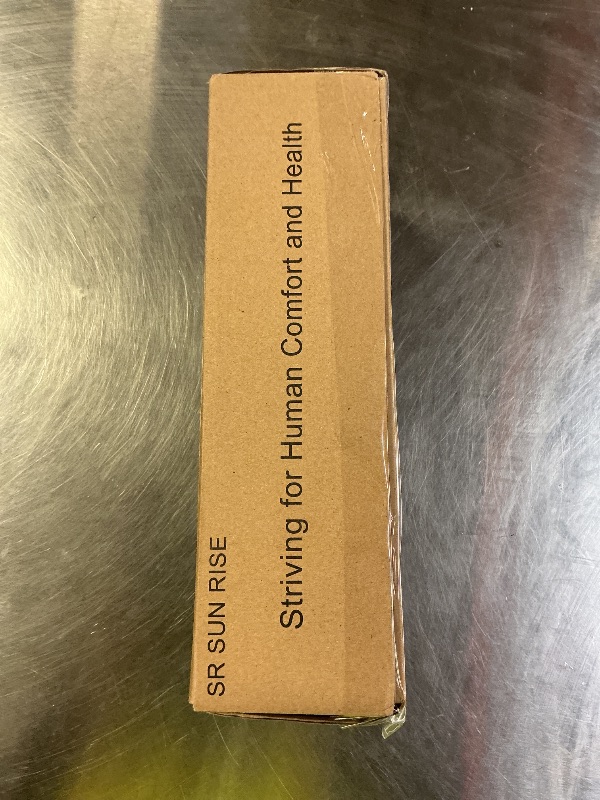 SR SUN RISE
Striving for Human Comfort and Health